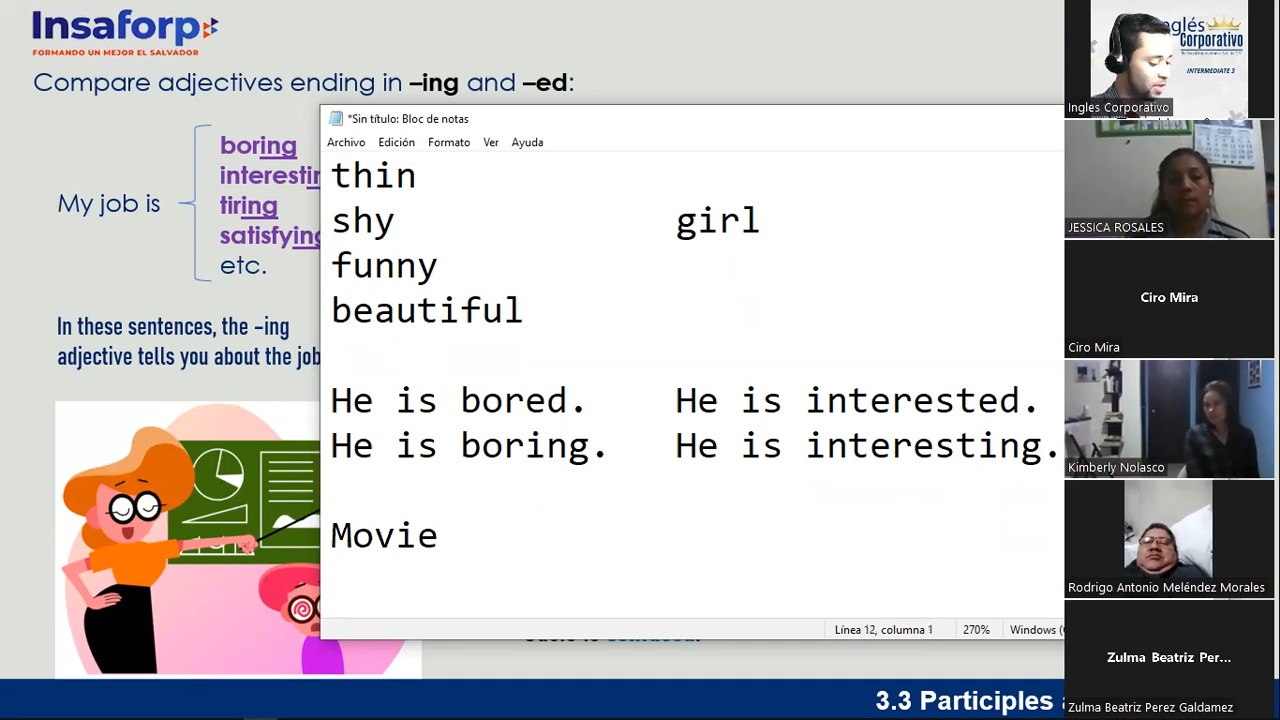 Insaforp
FORMANDO UN MEJOR EL SALVADOR
Compare adjectives ending in –ing and –ed:
My job is
boring
interestin
tiring
satisfying
etc.
In these sentences, the –ing
adjective tells you about the job
*Sin título: Bloc de notas
Archivo Edición Formato Ver Ayuda
thin
shy girl
funny
beautiful
He is bored. He is interested.
He is boring. He is interesting.
Movie
Línea 12, columna 1 270% Windows (
3.3 Participles a
Inglés
Corporativo
INTERMEDIATE 3
Ingles Corporativo
JESSICA ROSALES
Ciro Mira
Ciro Mira
Kimberly Nolasco
Rodrigo Antonio Meléndez Morales
Zulma Beatriz Per...
Zulma Beatriz Perez Galdamez